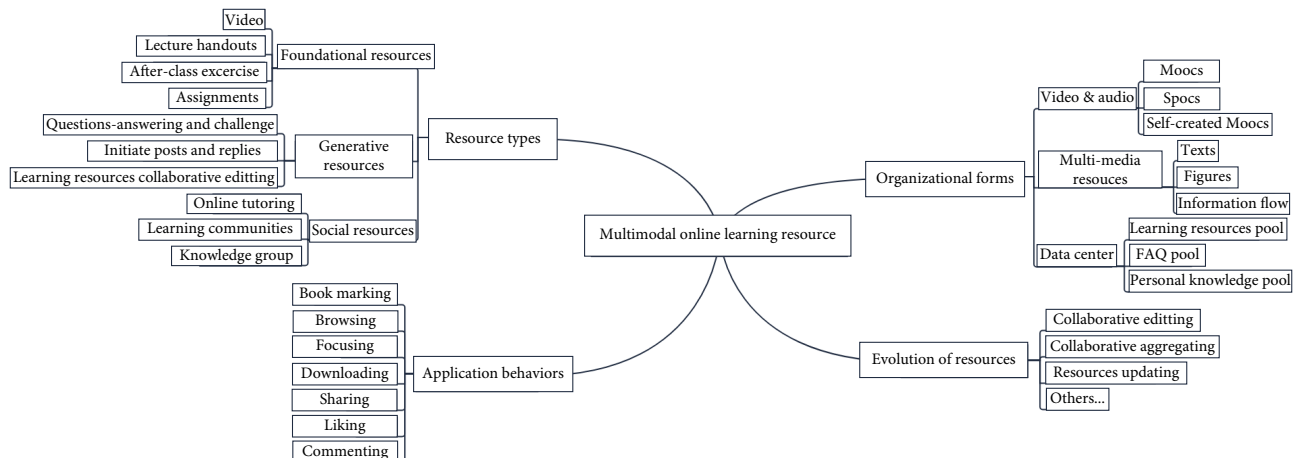 Video
Lecture handouts
After-class excercise
Assignments
Foundational resources
Questions-answering and challenge
Initiate posts and replies
Learning resources collaborative editting
Generative
resources
Online tutoring
Learning communities
Knowledge group
Social resources
Resource types
Book marking
Browsing
Focusing
Downloading
Sharing
Liking
Commenting
Application behaviors
Multimodal online learning resource
Organizational forms
Video & audio
Moocs
Spocs
Self-created Moocs
Multi-media
resouces
Texts
Figures
Information flow
Data center
Learning resources pool
FAQ pool
Personal knowledge pool
Evolution of resources
Collaborative editting
Collaborative aggregating
Resources updating
Others...